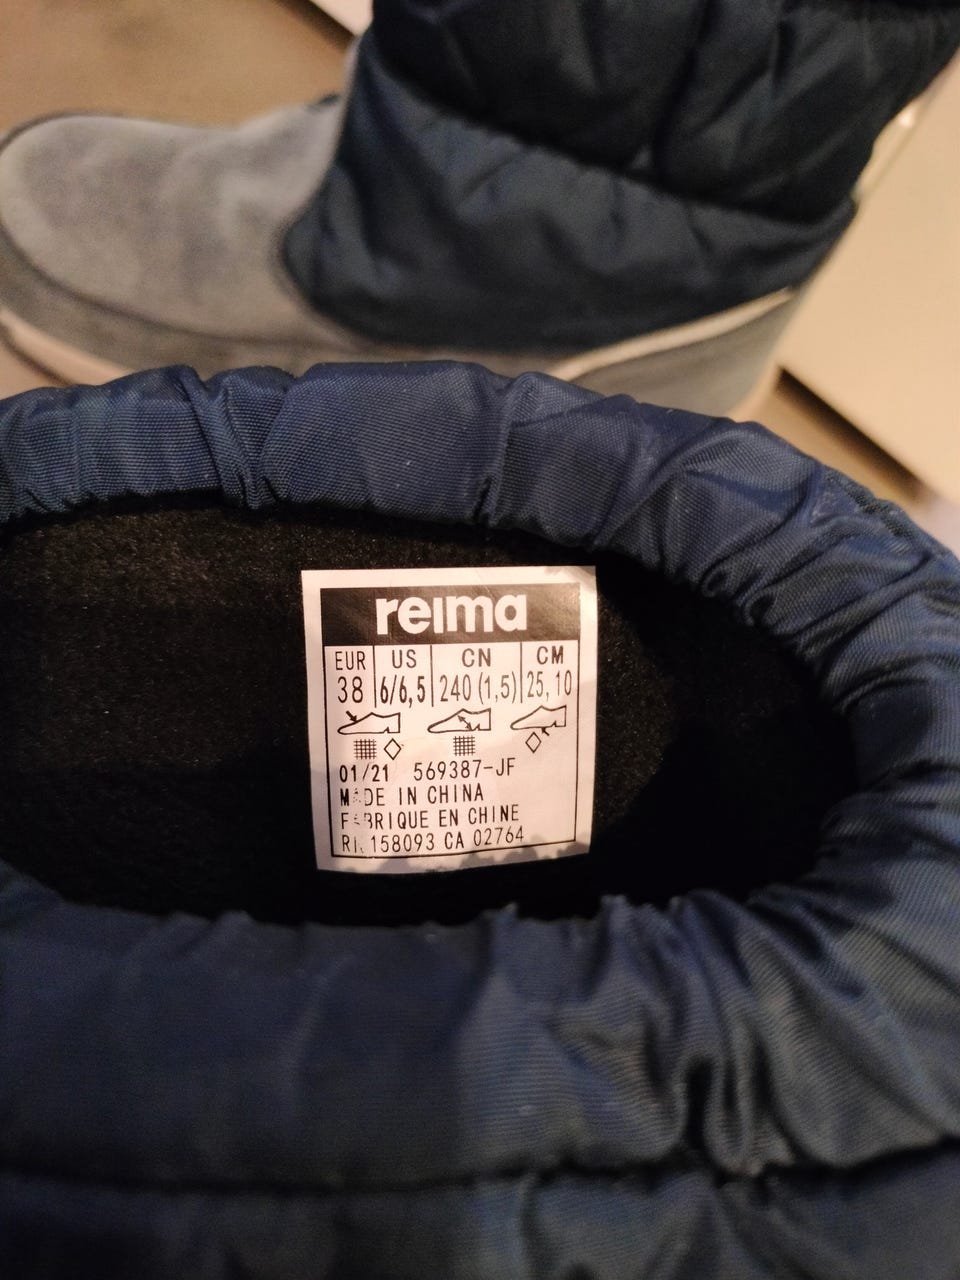 reima
EUR US CN CM
38 6/6,5 240 (1,5) 25,10
01/21 569387-JF
MADE IN CHINA
FABRIQUE EN CHINE
158093 CA 02764